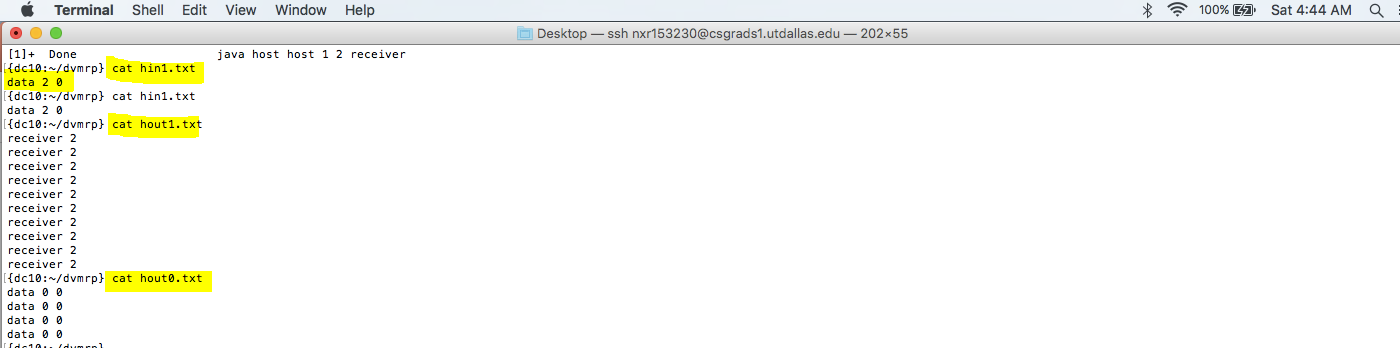 Terminal Shell Edit View Window Help 100% Sat 4:44 AM
Desktop — ssh nxr153230@csgrads1.utdallas.edu — 202×55
[1]+  Done                    java host host 1 2 receiver
[{dc10:~/dvmrp} cat hin1.txt
data 2 0
[{dc10:~/dvmrp} cat hin1.txt
data 2 0
[{dc10:~/dvmrp} cat hout1.txt
receiver 2
receiver 2
receiver 2
receiver 2
receiver 2
receiver 2
receiver 2
receiver 2
receiver 2
receiver 2
[{dc10:~/dvmrp} cat hout0.txt
data 0 0
data 0 0
data 0 0
data 0 0
[{dc10:~/dvmrp}